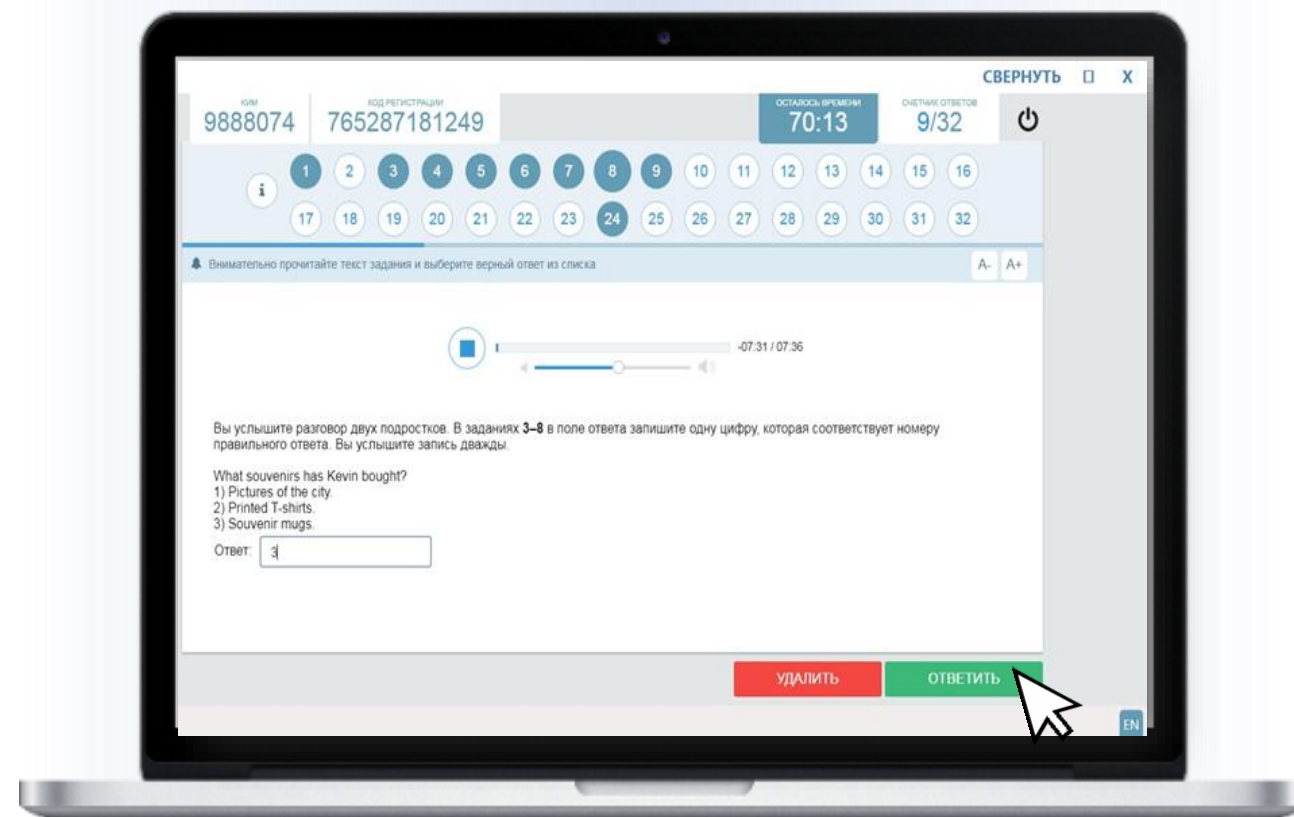 СВЕРНУТЬ X
КИМ
9888074
КОД РЕГИСТРАЦИИ
765287181249
ОСТАЛОСЬ ВРЕМЕНИ
70:13
СЧЕТЧИК ОТВЕТОВ
9/32
i
1 2 3 4 5 6 7 8 9 10 11 12 13 14 15 16
17 18 19 20 21 22 23 24 25 26 27 28 29 30 31 32
Внимательно прочитайте текст задания и выберите верный ответ из списка
A- A+
-07:31 / 07:36
Вы услышите разговор двух подростков. В заданиях 3–8 в поле ответа запишите одну цифру, которая соответствует номеру
правильного ответа. Вы услышите запись дважды.
What souvenirs has Kevin bought?
1) Pictures of the city.
2) Printed T-shirts.
3) Souvenir mugs.
Ответ: 3
УДАЛИТЬ ОТВЕТИТЬ
EN